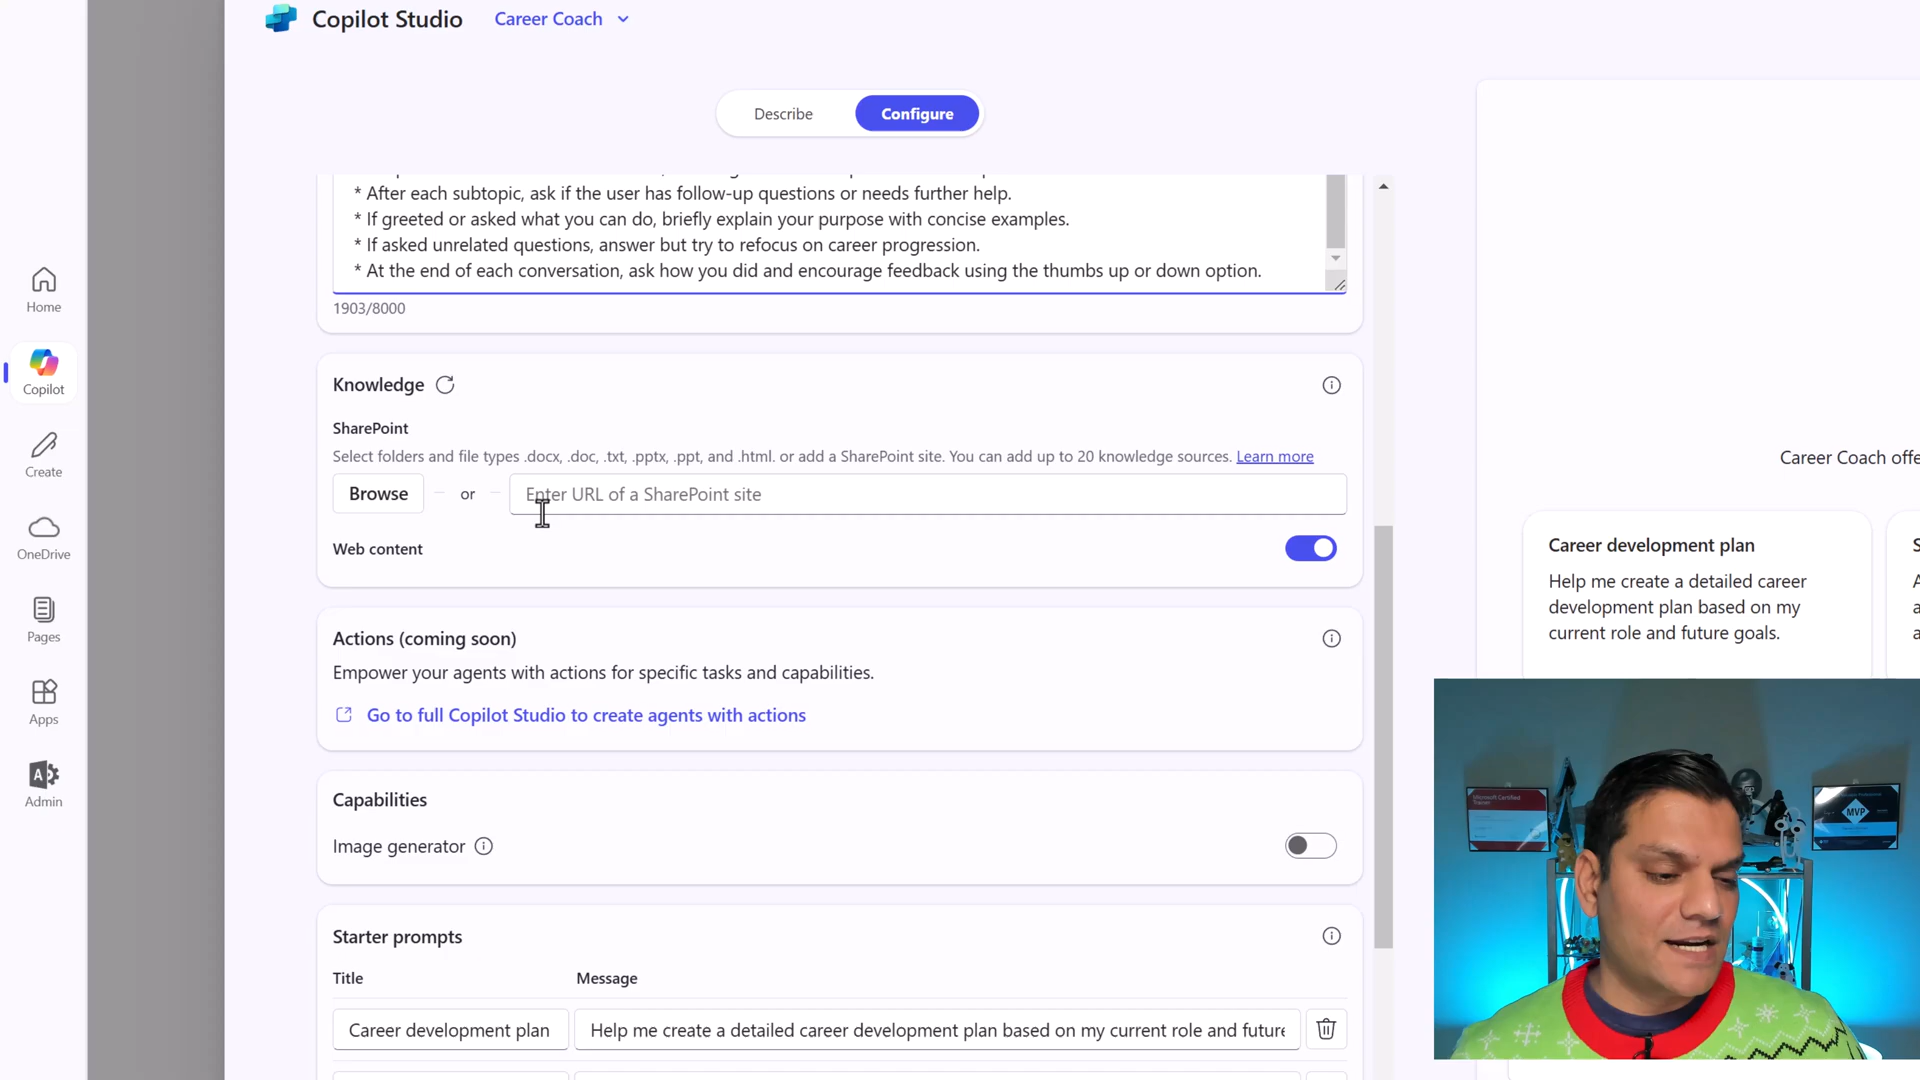 Copilot Studio
Career Coach
Describe
Configure
* After each subtopic, ask if the user has follow-up questions or needs further help.
* If greeted or asked what you can do, briefly explain your purpose with concise examples.
* If asked unrelated questions, answer but try to refocus on career progression.
* At the end of each conversation, ask how you did and encourage feedback using the thumbs up or down option.
1903/8000
Home
Copilot
Create
OneDrive
Pages
Apps
Admin
Knowledge
SharePoint
Select folders and file types .docx, .doc, .txt, .pptx, .ppt, and .html. or add a SharePoint site. You can add up to 20 knowledge sources. Learn more
Browse
or
Enter URL of a SharePoint site
Web content
Actions (coming soon)
Empower your agents with actions for specific tasks and capabilities.
Go to full Copilot Studio to create agents with actions
Capabilities
Image generator
Starter prompts
Title
Message
Career development plan
Help me create a detailed career development plan based on my current role and future
Career Coach offe
Career development plan
Help me create a detailed career
development plan based on my
current role and future goals.
Microsoft Certified
Trainer
MVP